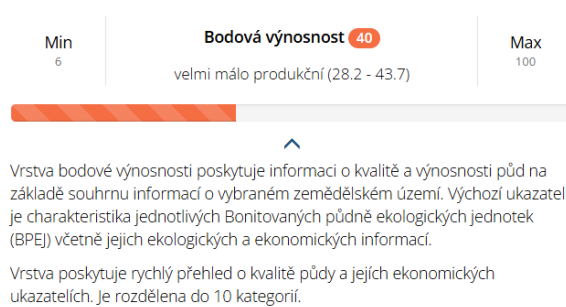 Min
6
Bodová výnosnost 40
velmi málo produkční (28.2 - 43.7)
Max
100
Vrstva bodové výnosnosti poskytuje informaci o kvalitě a výnosnosti půd na
základě souhrnu informací o vybraném zemědělském území. Výchozí ukazatel
je charakteristika jednotlivých Bonitovaných půdně ekologických jednotek
(BPEJ) včetně jejich ekologických a ekonomických informací.
Vrstva poskytuje rychlý přehled o kvalitě půdy a jejích ekonomických
ukazatelích. Je rozdělena do 10 kategorií.